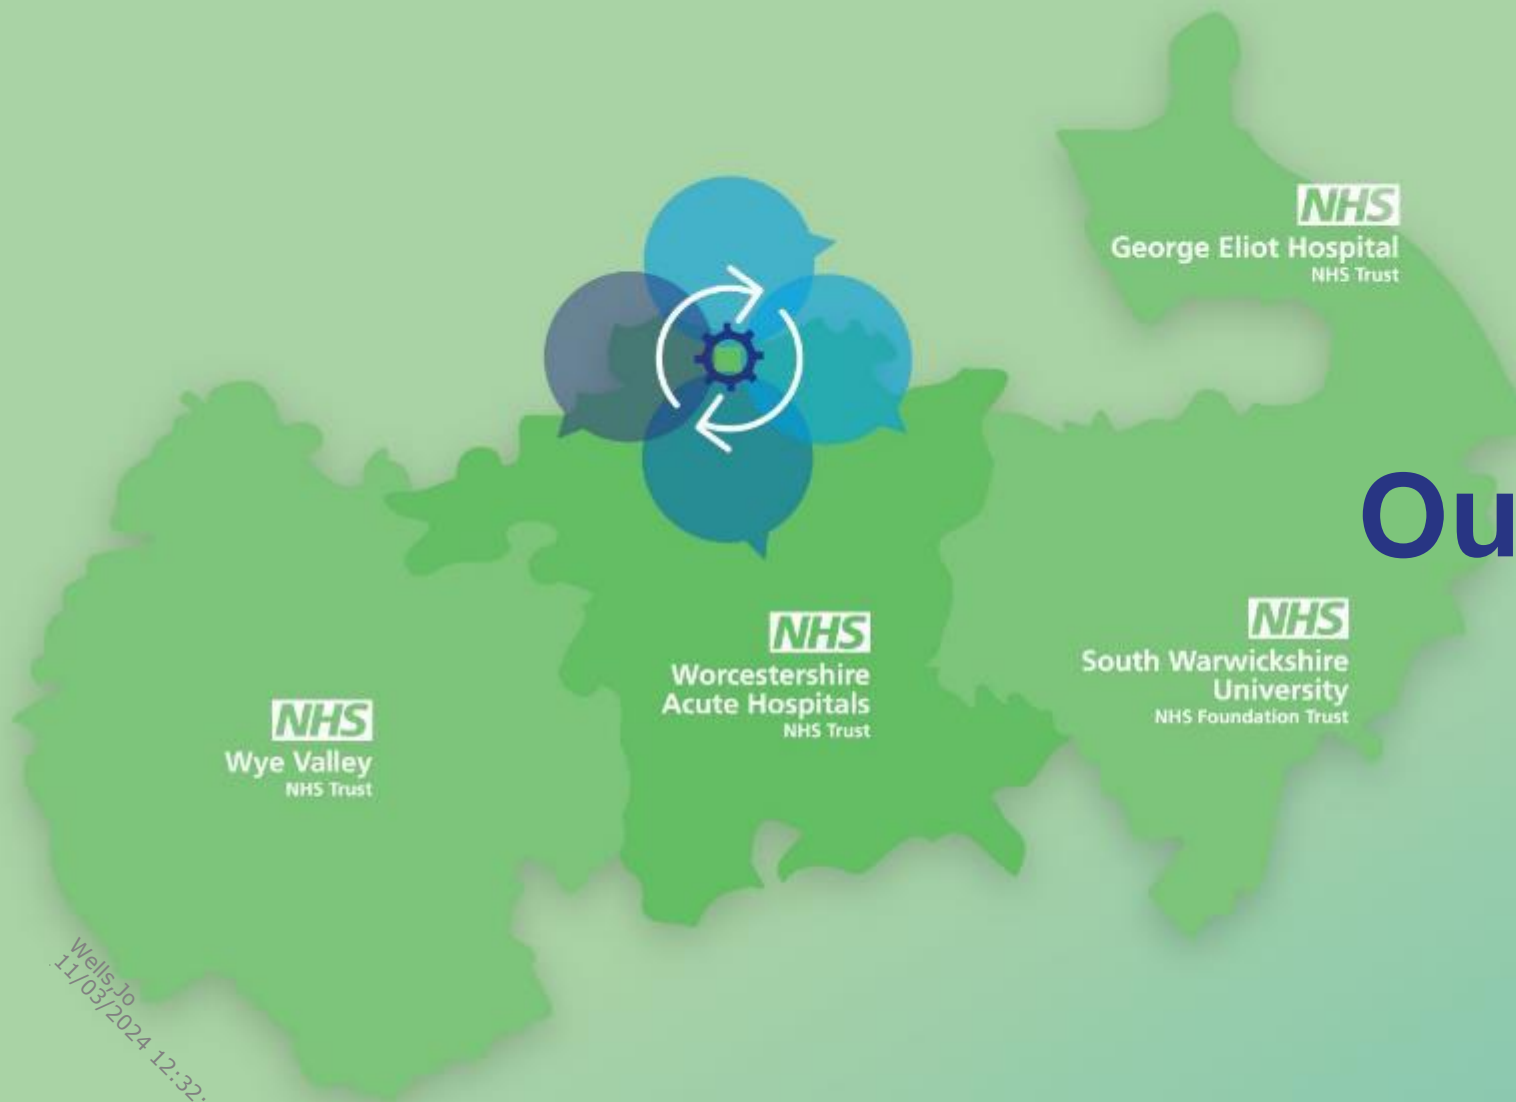 NHS
George Eliot Hospital
NHS Trust
Ou
NHS
Worcestershire
Acute Hospitals
NHS Trust
NHS
South Warwickshire
University
NHS Foundation Trust
NHS
Wye Valley
NHS Trust
Wells,Jo
11/03/2024 12:32: